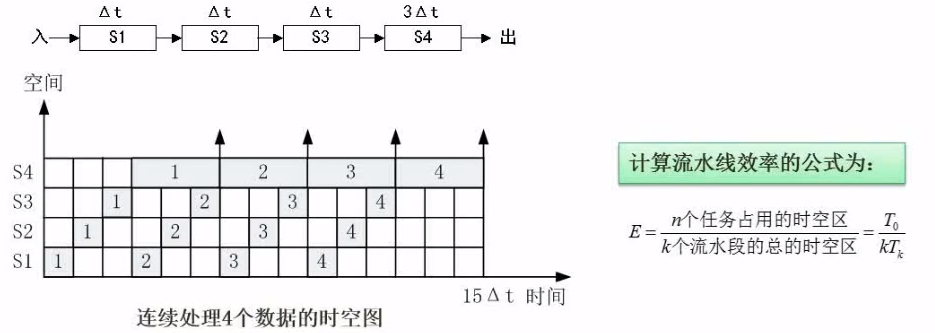 Δt Δt Δt 3Δt
入 S1 S2 S3 S4 出
空间
S4 1 2 3 4
S3 1 2 3 4
S2 1 2 3 4
S1 1 2 3 4
15Δt 时间
连续处理4个数据的时空图
计算流水线效率的公式为：
E = n个任务占用的时空区 / k个流水段的总的时空区 = T₀ / kTₖ